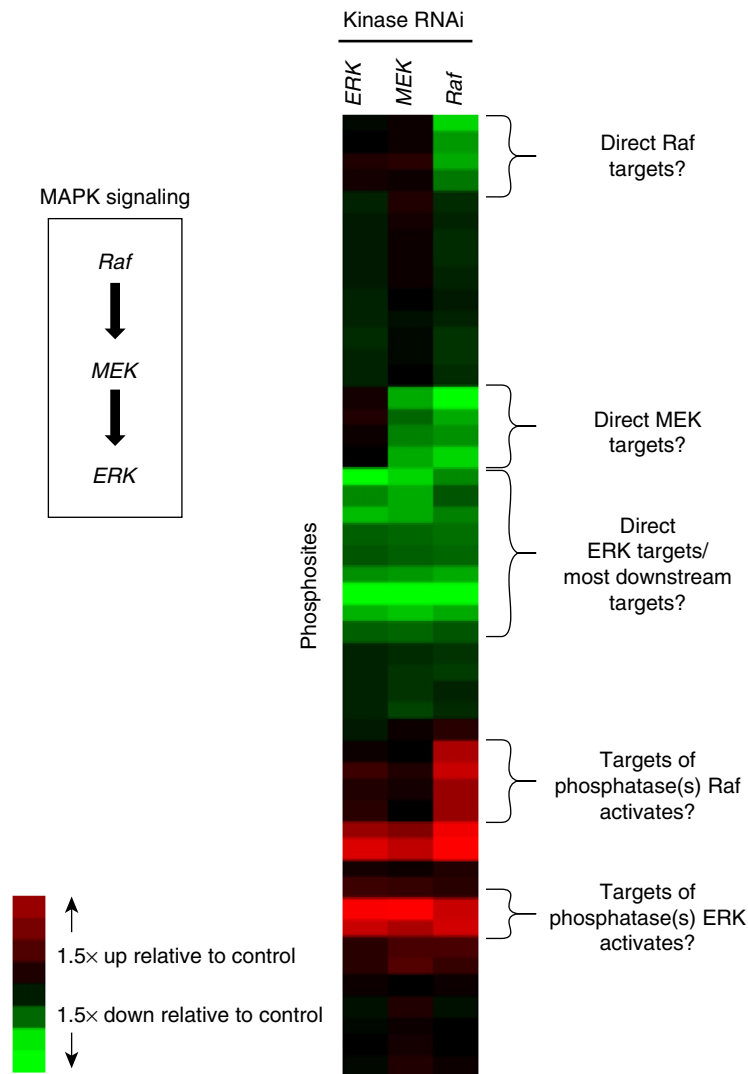 Kinase RNAi
ERK
MEK
Raf
Direct Raf
targets?
MAPK signaling
Raf
MEK
ERK
Direct MEK
targets?
Phosphosites
Direct
ERK targets/
most downstream
targets?
Targets of
phosphatase(s) Raf
activates?
Targets of
phosphatase(s) ERK
activates?
1.5× up relative to control
1.5× down relative to control